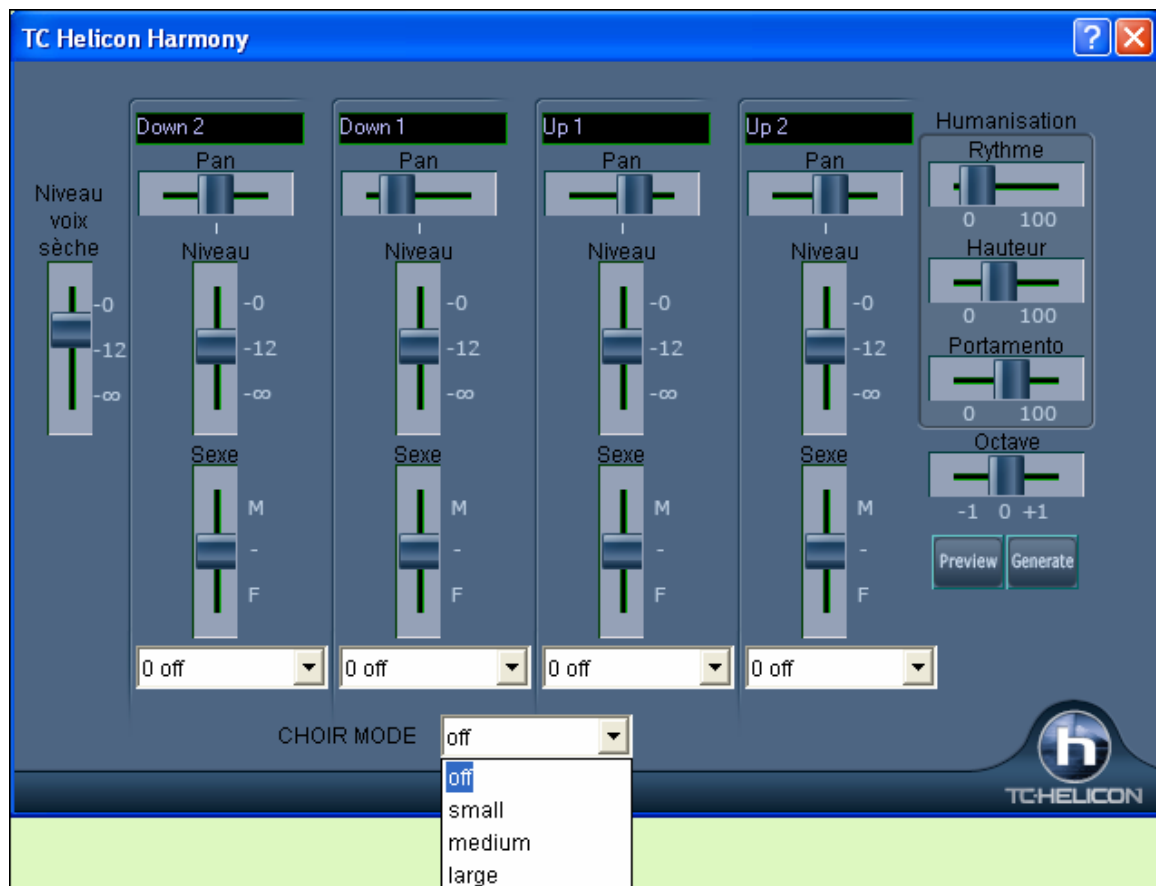 TC Helicon Harmony
?
Niveau
voix
sèche
-0
-12
-∞
Down 2
Pan
Niveau
-0
-12
-∞
Sexe
M
-
F
0 off
Down 1
Pan
Niveau
-0
-12
-∞
Sexe
M
-
F
0 off
Up 1
Pan
Niveau
-0
-12
-∞
Sexe
M
-
F
0 off
Up 2
Pan
Niveau
-0
-12
-∞
Sexe
M
-
F
0 off
Humanisation
Rythme
0 100
Hauteur
0 100
Portamento
0 100
Octave
-1 0 +1
Preview Generate
CHOIR MODE off
off
small
medium
large
h
TC·HELICON